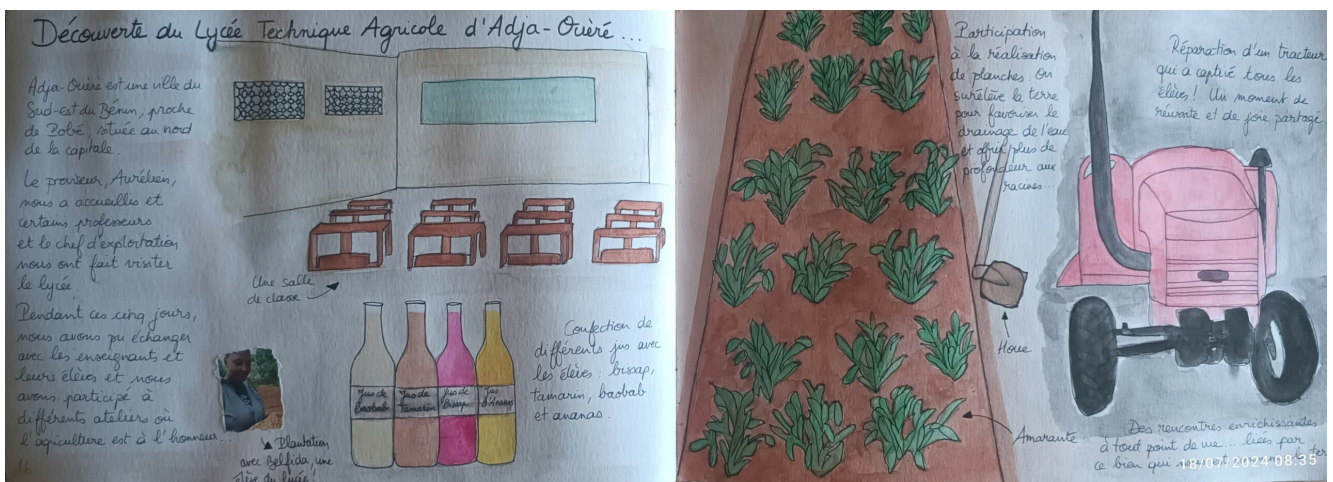 Découverte du Lycée Technique Agricole d'Adja-Ouèré...
Adja-Ouèrè est une ville du
Sud-est du Bénin, proche
de Pobè, située au nord
de la capitale.
Le proviseur, Aurélien,
nous a accueillis et
certains professeurs
et le chef d'exploitation
nous ont fait visiter
le lycée.
Pendant ces cinq jours,
nous avons pu échanger
avec les enseignants et
leurs élèves et nous
avons participé à
différents ateliers où
l'agriculture est à l'honneur...
16
Une salle
de classe
Plantation
avec Belfida, une
élève du lycée !
Jus de
Baobab
Jus de
Tamarin
Jus de
Bissap
Jus
d'Ananas
Confection de
différents jus avec
les élèves : bissap,
tamarin, baobab
et ananas.
Participation
à la réalisation
de planches. On
surélève la terre
pour favoriser le
drainage de l'eau
et offrir plus de
profondeur aux
racines...
Houe
Amarante
Réparation d'un tracteur
qui a captivé tous les
élèves ! Un moment de
réussite et de joie partagé
Des rencontres enrichissantes
à tout point de vue... liées par
ce bien qui nous est
18/07/2024 08:35